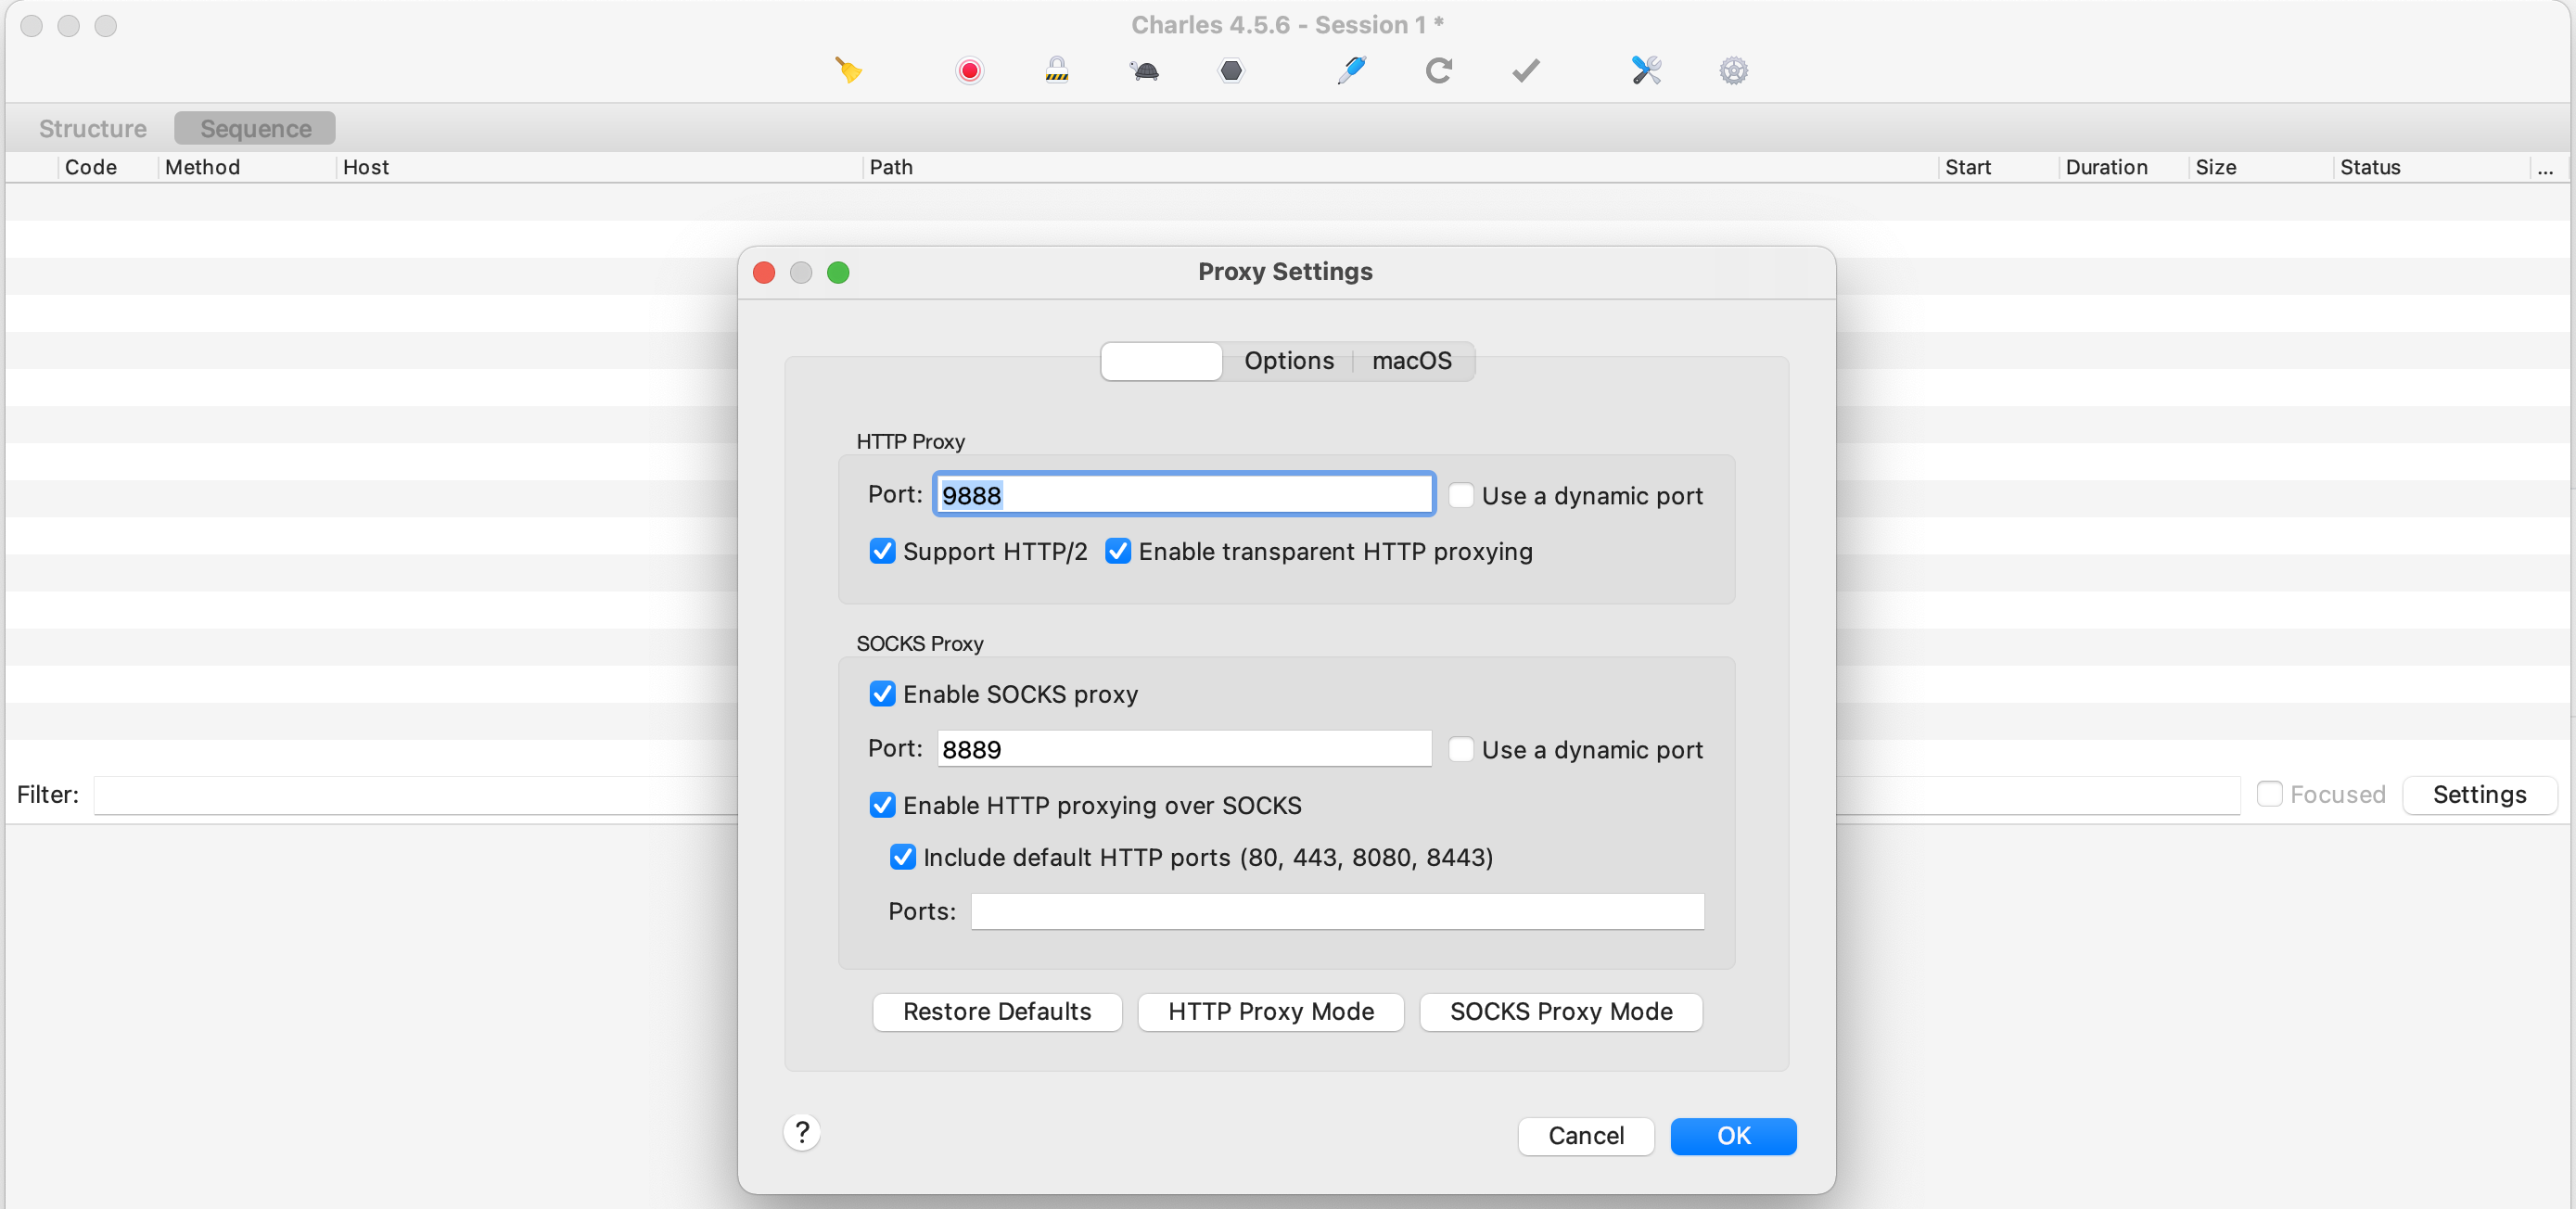 Charles 4.5.6 - Session 1 *
Structure Sequence
Code Method Host Path Start Duration Size Status ...
Proxy Settings
Options macOS
HTTP Proxy
Port: 9888 Use a dynamic port
Support HTTP/2 Enable transparent HTTP proxying
SOCKS Proxy
Enable SOCKS proxy
Port: 8889 Use a dynamic port
Enable HTTP proxying over SOCKS
Include default HTTP ports (80, 443, 8080, 8443)
Ports:
Restore Defaults HTTP Proxy Mode SOCKS Proxy Mode
? Cancel OK
Filter: Focused Settings